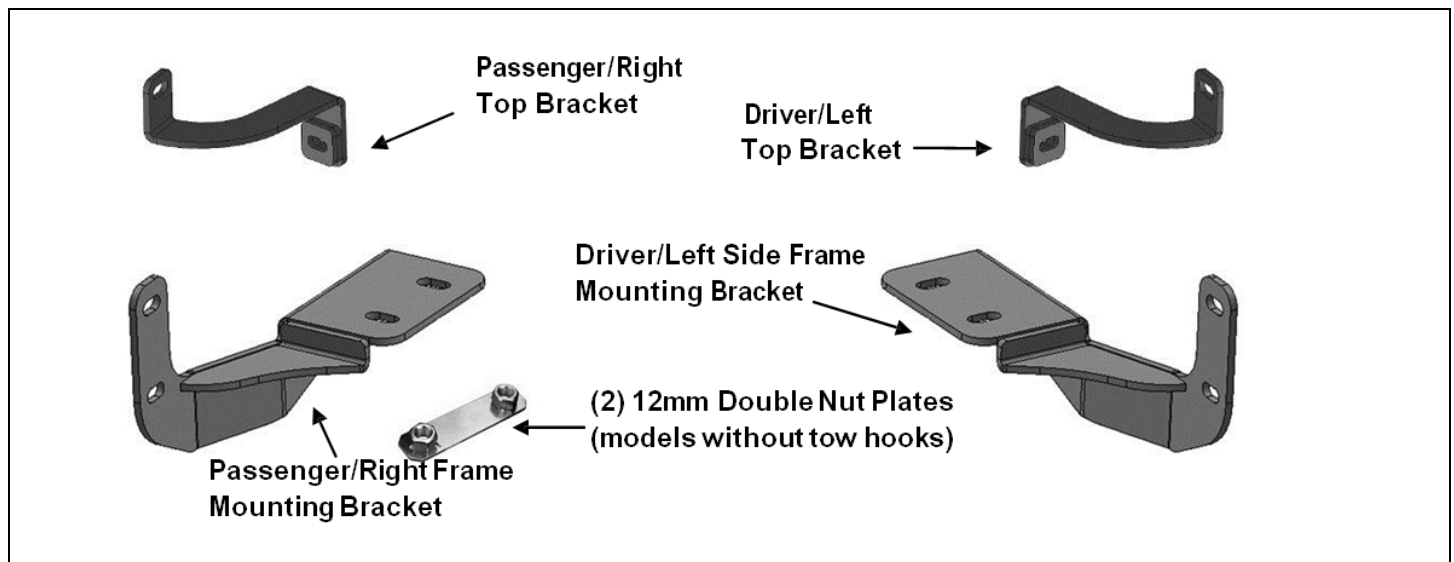 Passenger/Right
Top Bracket
Driver/Left
Top Bracket
Driver/Left Side Frame
Mounting Bracket
(2) 12mm Double Nut Plates
(models without tow hooks)
Passenger/Right Frame
Mounting Bracket